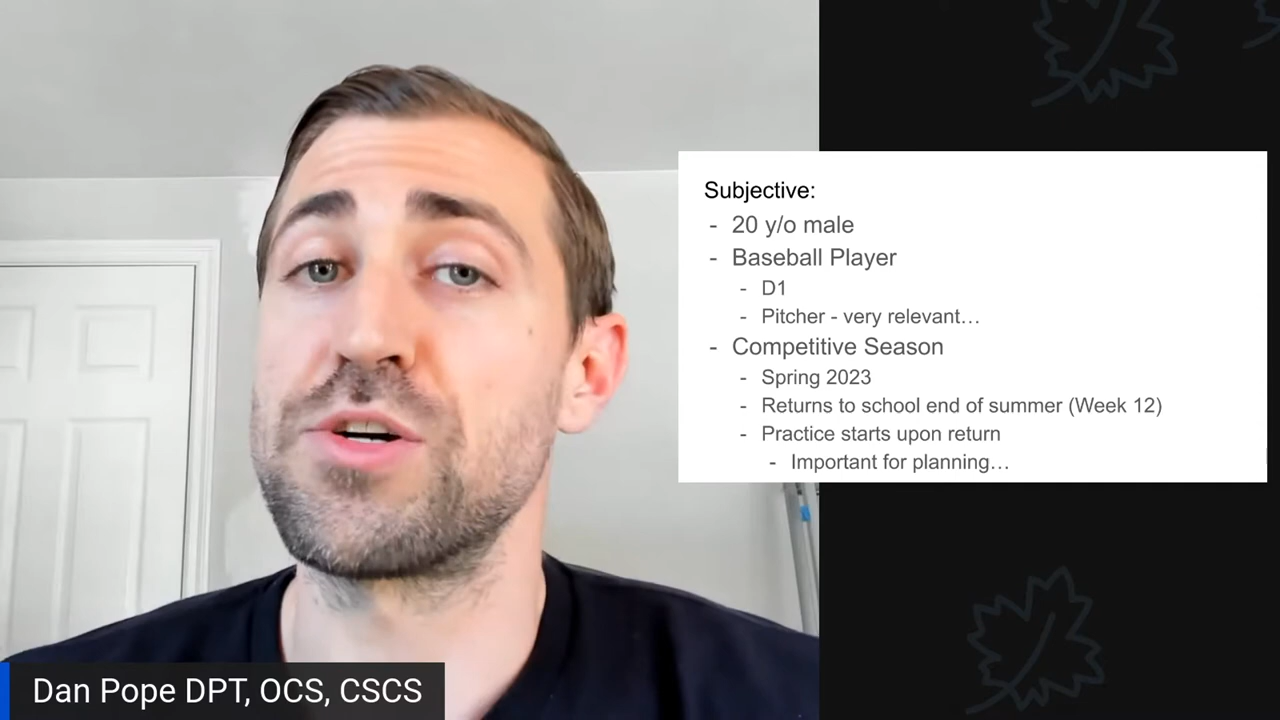 Subjective:
- 20 y/o male
- Baseball Player
- D1
- Pitcher - very relevant…
- Competitive Season
- Spring 2023
- Returns to school end of summer (Week 12)
- Practice starts upon return
- Important for planning…
Dan Pope DPT, OCS, CSCS